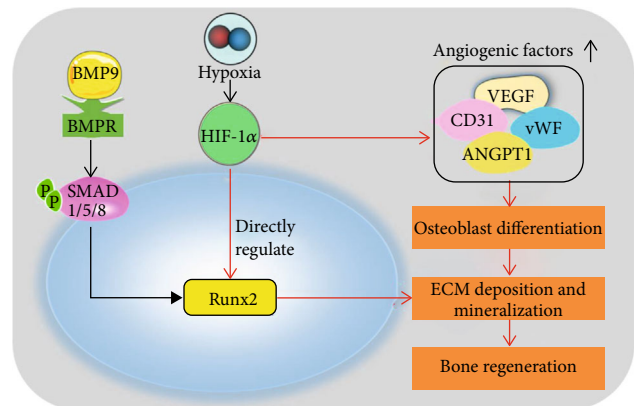 BMP9
BMPR
P
P
SMAD
1/5/8
Hypoxia
HIF-1α
Directly
regulate
Runx2
Angiogenic factors
VEGF
CD31
vWF
ANGPT1
Osteoblast differentiation
ECM deposition and
mineralization
Bone regeneration